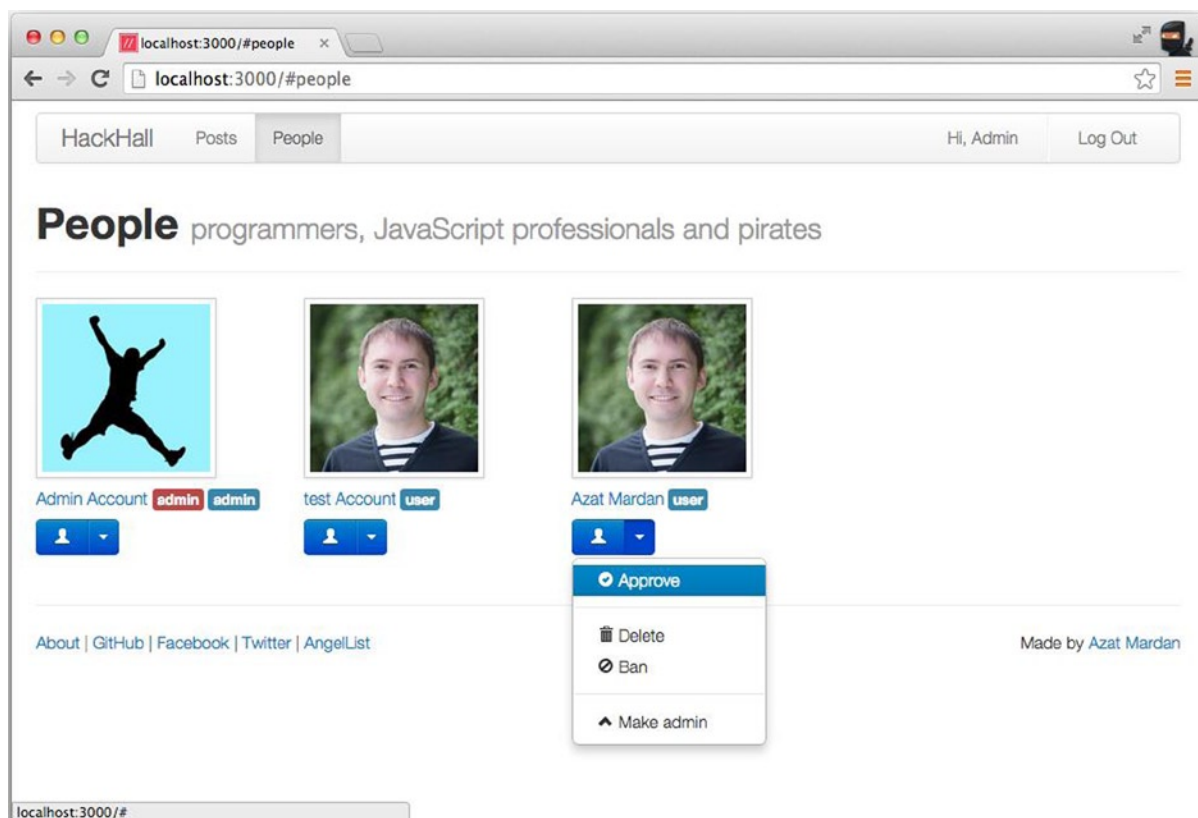 localhost:3000/#people
localhost:3000/#people
HackHall Posts People Hi, Admin Log Out
People programmers, JavaScript professionals and pirates
Admin Account admin admin test Account user Azat Mardan user
Approve
Delete
Ban
Make admin
About | GitHub | Facebook | Twitter | AngelList Made by Azat Mardan
localhost:3000/#